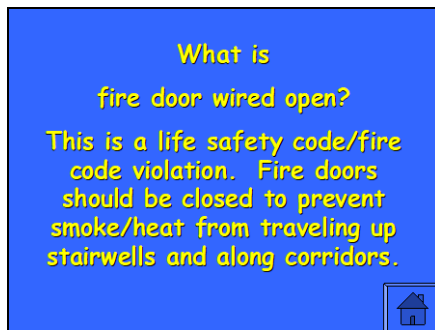 What is
fire door wired open?
This is a life safety code/fire
code violation.  Fire doors
should be closed to prevent
smoke/heat from traveling up
stairwells and along corridors.